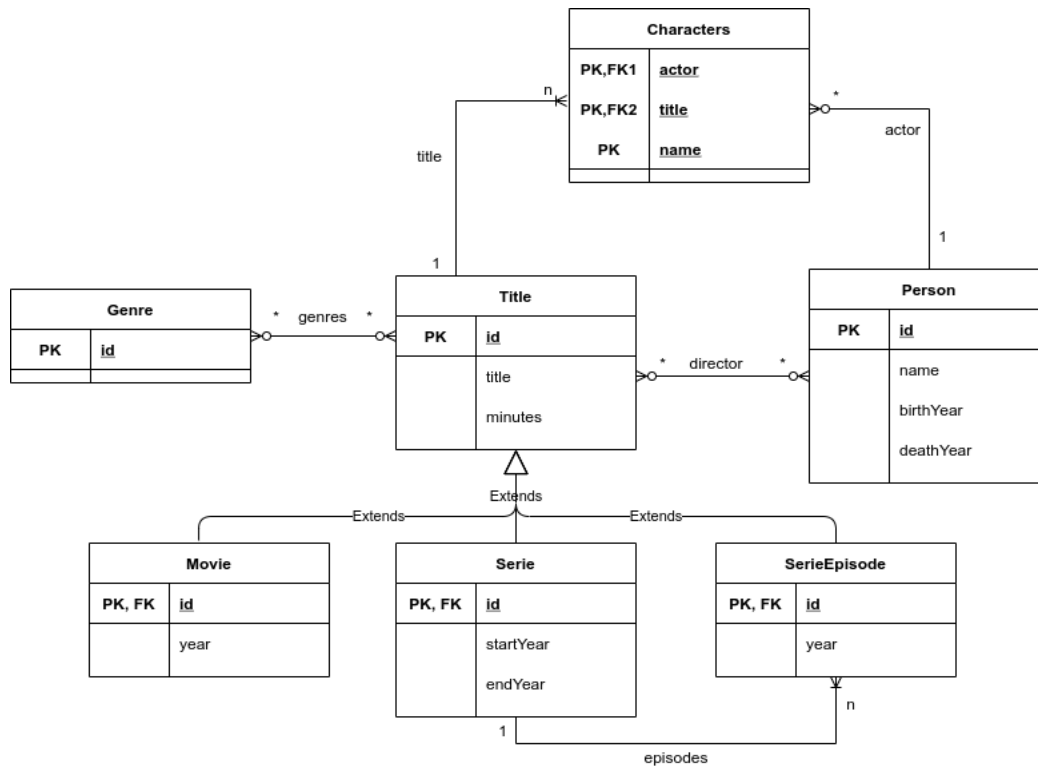 Characters
PK,FK1 actor
PK,FK2 title
PK name
n
*
title
actor
1
1
Genre
PK id
* genres *
Title
PK id
title
minutes
* director *
Person
PK id
name
birthYear
deathYear
Extends
Extends
Extends
Movie
PK, FK id
year
Serie
PK, FK id
startYear
endYear
SerieEpisode
PK, FK id
year
1
n
episodes